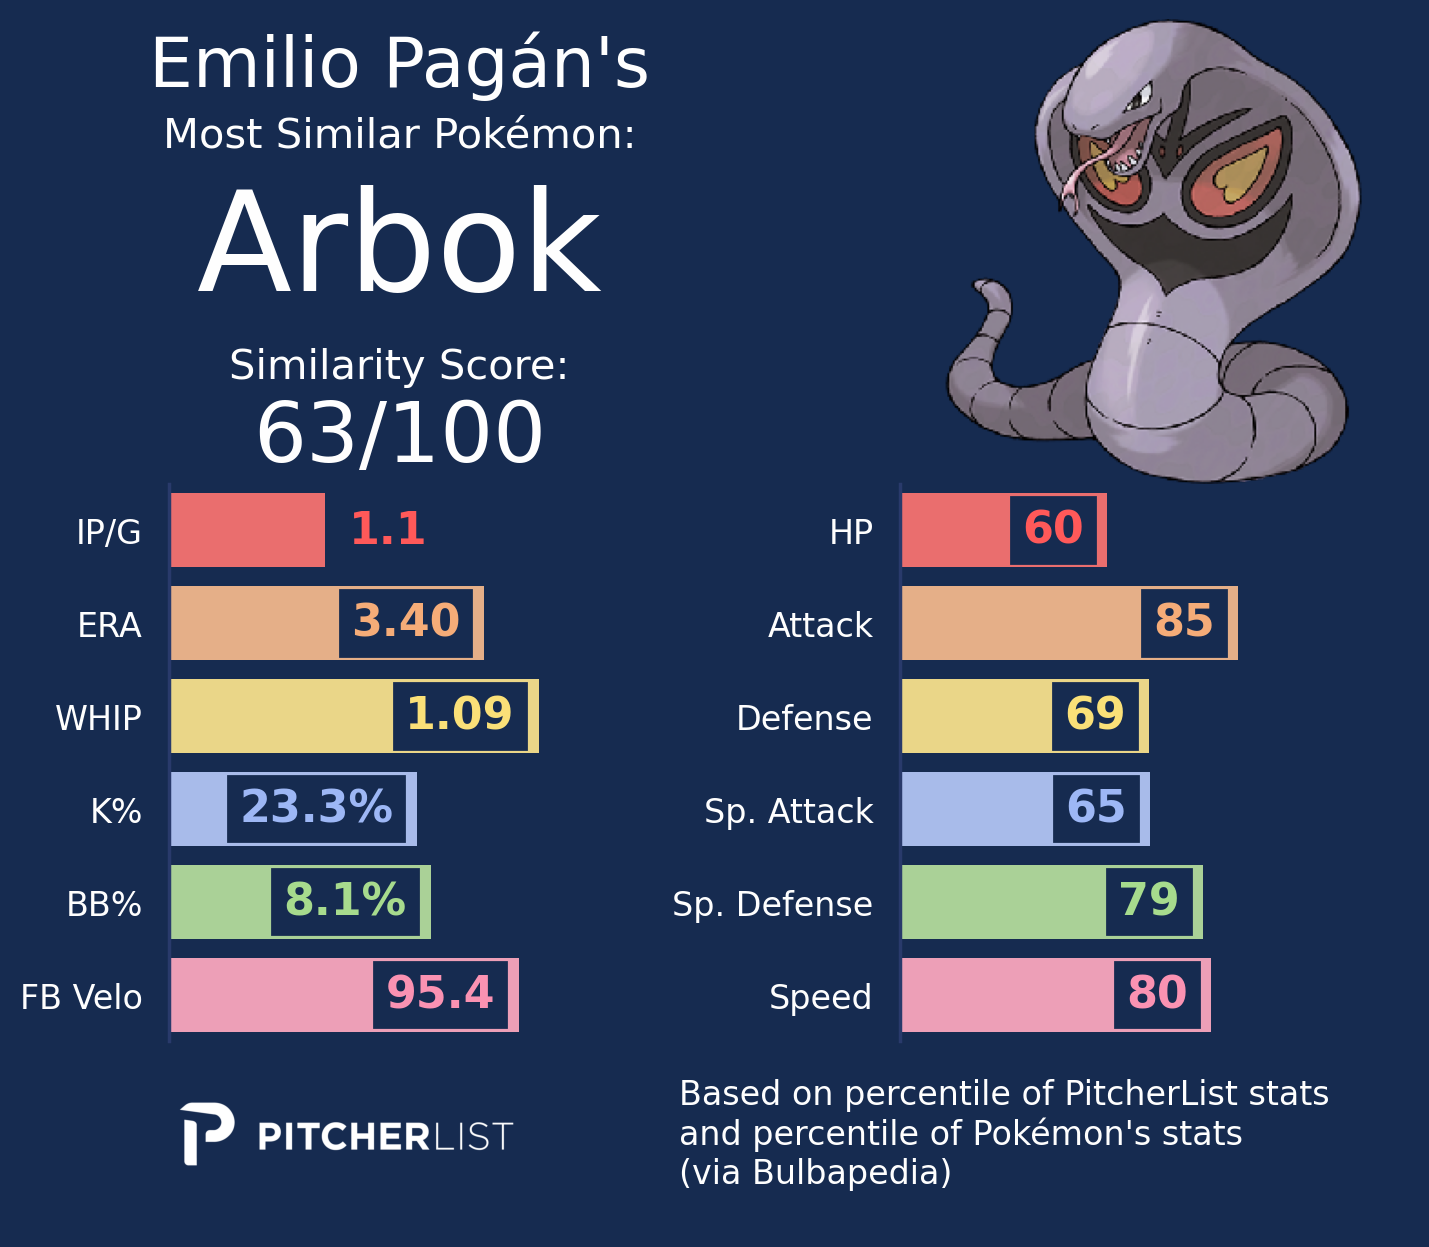 Emilio Pagán's
Most Similar Pokémon:
Arbok
Similarity Score:
63/100
IP/G 1.1
ERA 3.40
WHIP 1.09
K% 23.3%
BB% 8.1%
FB Velo 95.4
HP 60
Attack 85
Defense 69
Sp. Attack 65
Sp. Defense 79
Speed 80
PITCHERLIST
Based on percentile of PitcherList stats
and percentile of Pokémon's stats
(via Bulbapedia)